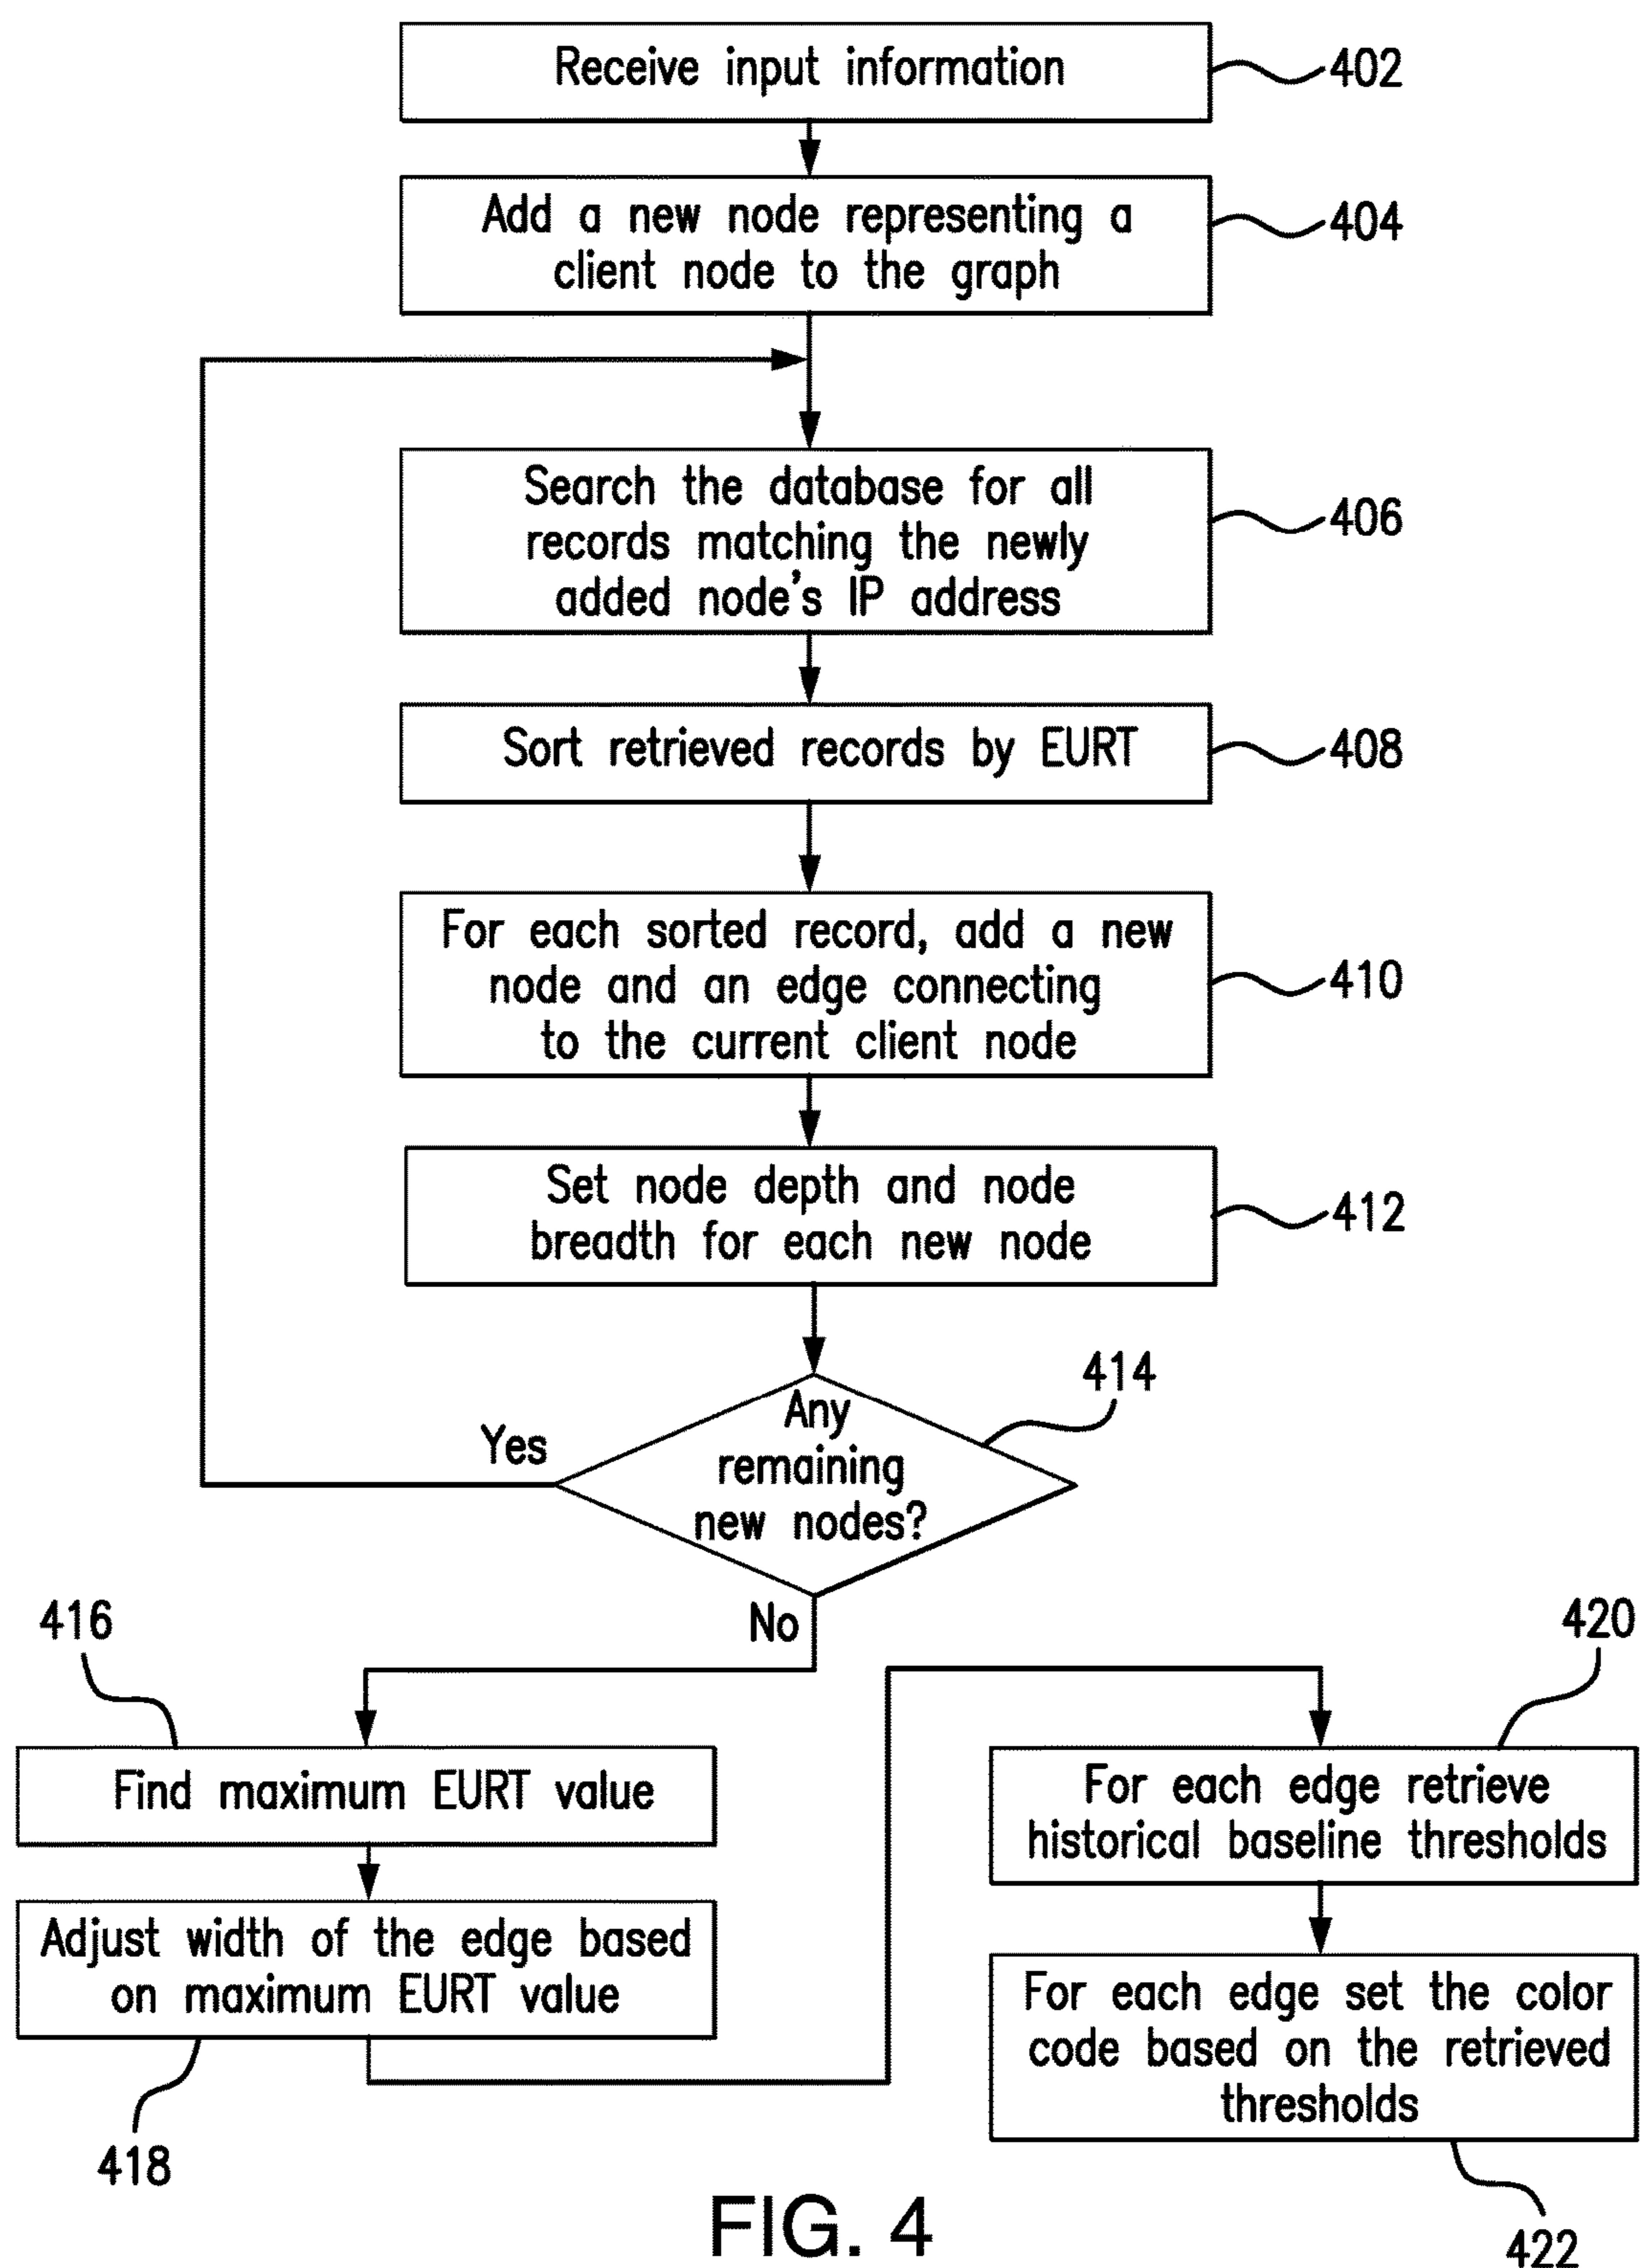 Receive input information
402
Add a new node representing a
client node to the graph
404
Search the database for all
records matching the newly
added node's IP address
406
Sort retrieved records by EURT
408
For each sorted record, add a new
node and an edge connecting
to the current client node
410
Set node depth and node
breadth for each new node
412
414
Any
remaining
new nodes?
Yes
No
416
Find maximum EURT value
Adjust width of the edge based
on maximum EURT value
418
420
For each edge retrieve
historical baseline thresholds
For each edge set the color
code based on the retrieved
thresholds
422
FIG. 4